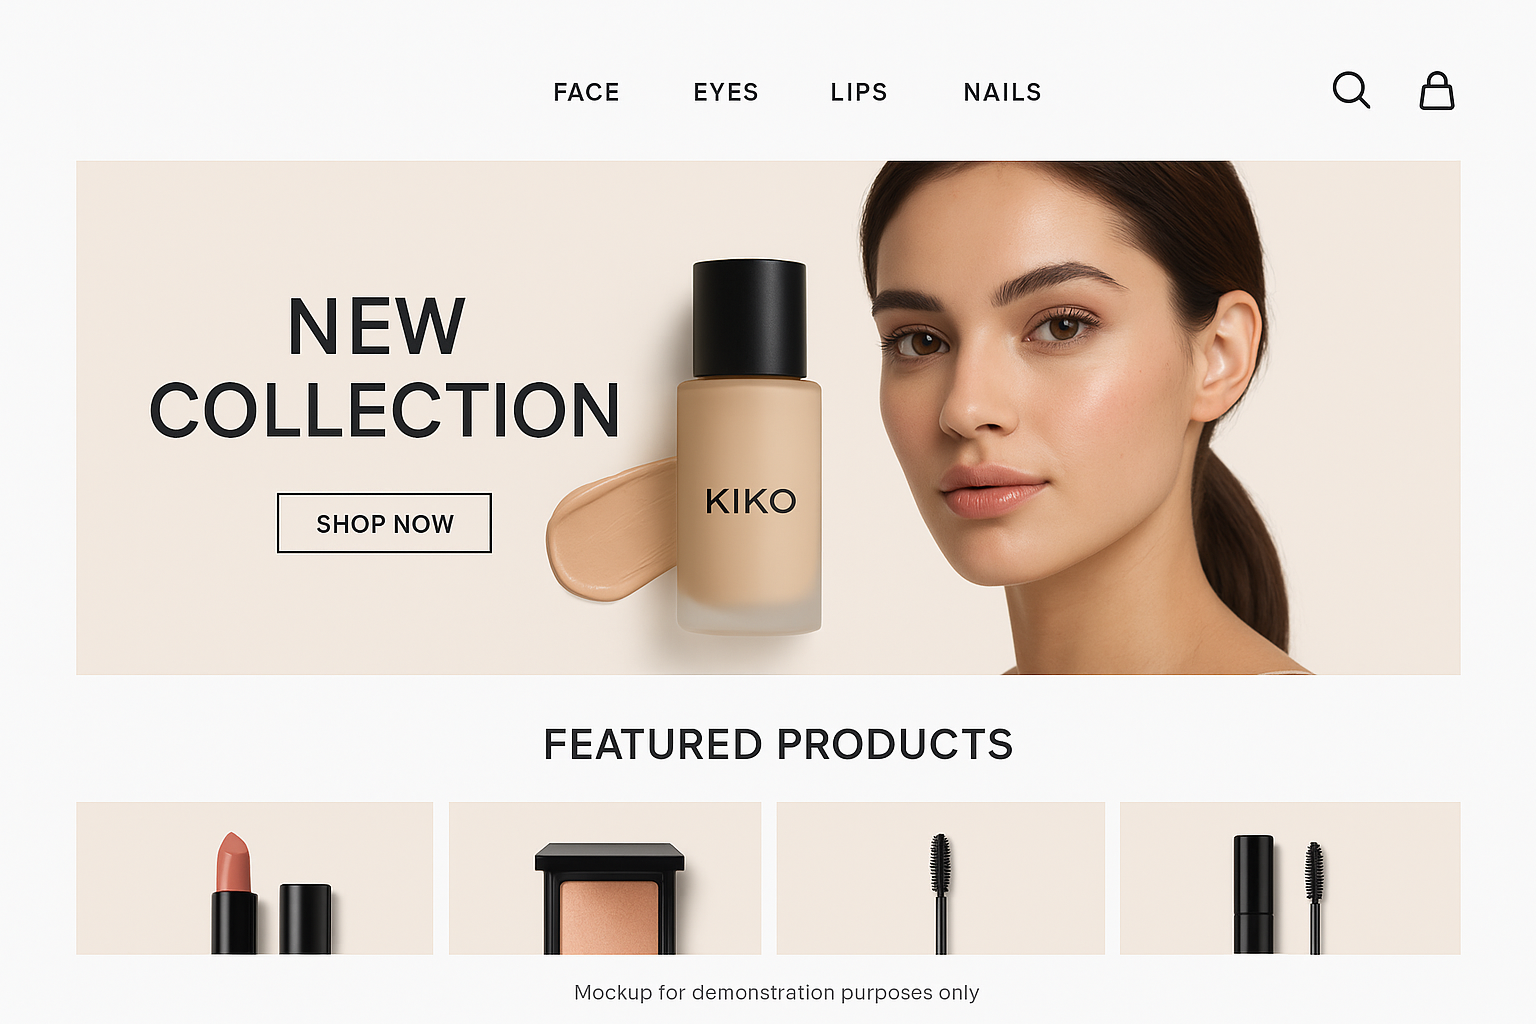 FACE EYES LIPS NAILS
NEW
COLLECTION
SHOP NOW
KIKO
FEATURED PRODUCTS
Mockup for demonstration purposes only